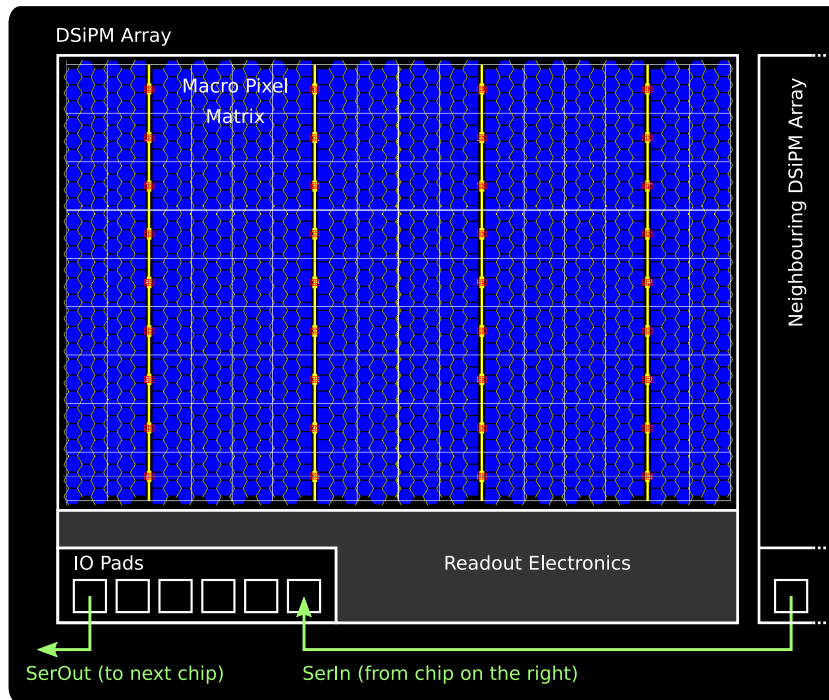 DSiPM Array
Macro Pixel
Matrix
Neighbouring DSiPM Array
IO Pads
Readout Electronics
SerOut (to next chip)
SerIn (from chip on the right)